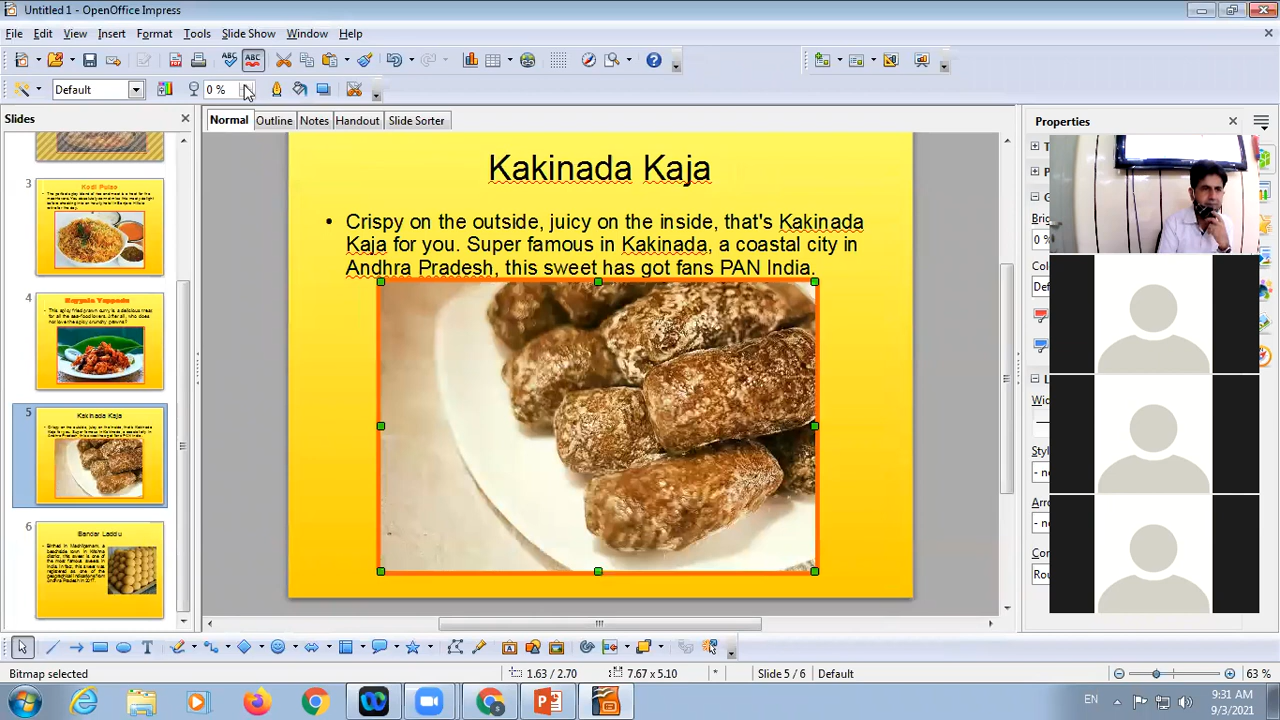 Untitled 1 - OpenOffice Impress
File Edit View Insert Format Tools Slide Show Window Help
ABC ABC
Default 0 %
Slides
Normal Outline Notes Handout Slide Sorter
Properties
3
4
5
Kakinada Kaja
6
Bandar Laddu
Kakinada Kaja
• Crispy on the outside, juicy on the inside, that's Kakinada
Kaja for you. Super famous in Kakinada, a coastal city in
Andhra Pradesh, this sweet has got fans PAN India.
Brig
0 %
Bitmap selected 1.63 / 2.70 7.67 x 5.10 * Slide 5 / 6 Default 63 %
EN 9:31 AM
9/3/2021